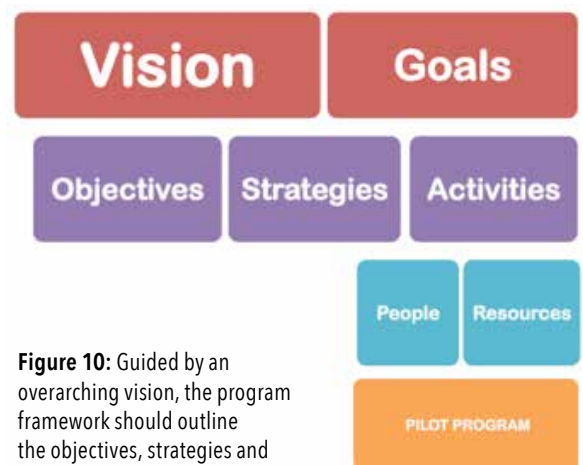 Vision Goals
Objectives Strategies Activities
People Resources
PILOT PROGRAM
Figure 10: Guided by an
overarching vision, the program
framework should outline
the objectives, strategies and